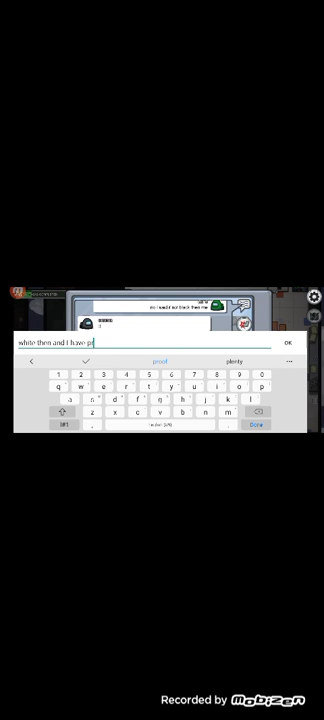 white then and I have pr
OK
proof
plenty
1 2 3 4 5 6 7 8 9 0
q w e r t y u i o p
a s d f g h j k l
z x c v b n m
!#1 , . Done
Recorded by mobizen